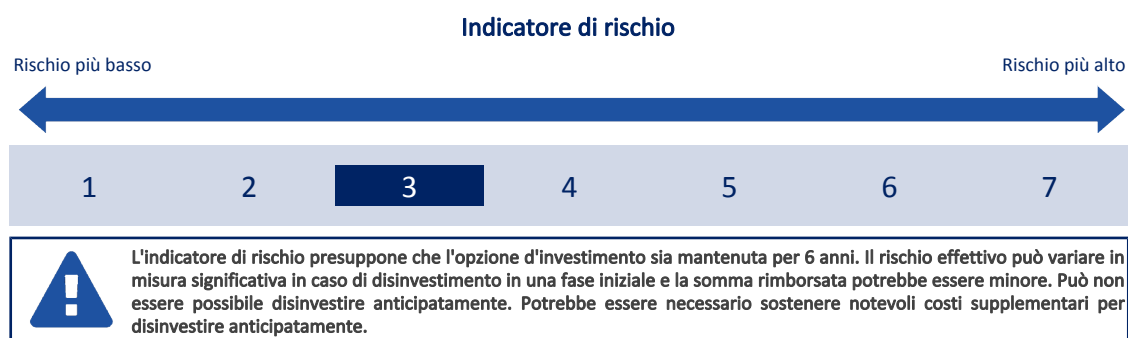 Indicatore di rischio
Rischio più basso
Rischio più alto
1 2 3 4 5 6 7
L'indicatore di rischio presuppone che l'opzione d'investimento sia mantenuta per 6 anni. Il rischio effettivo può variare in
misura significativa in caso di disinvestimento in una fase iniziale e la somma rimborsata potrebbe essere minore. Può non
essere possibile disinvestire anticipatamente. Potrebbe essere necessario sostenere notevoli costi supplementari per
disinvestire anticipatamente.